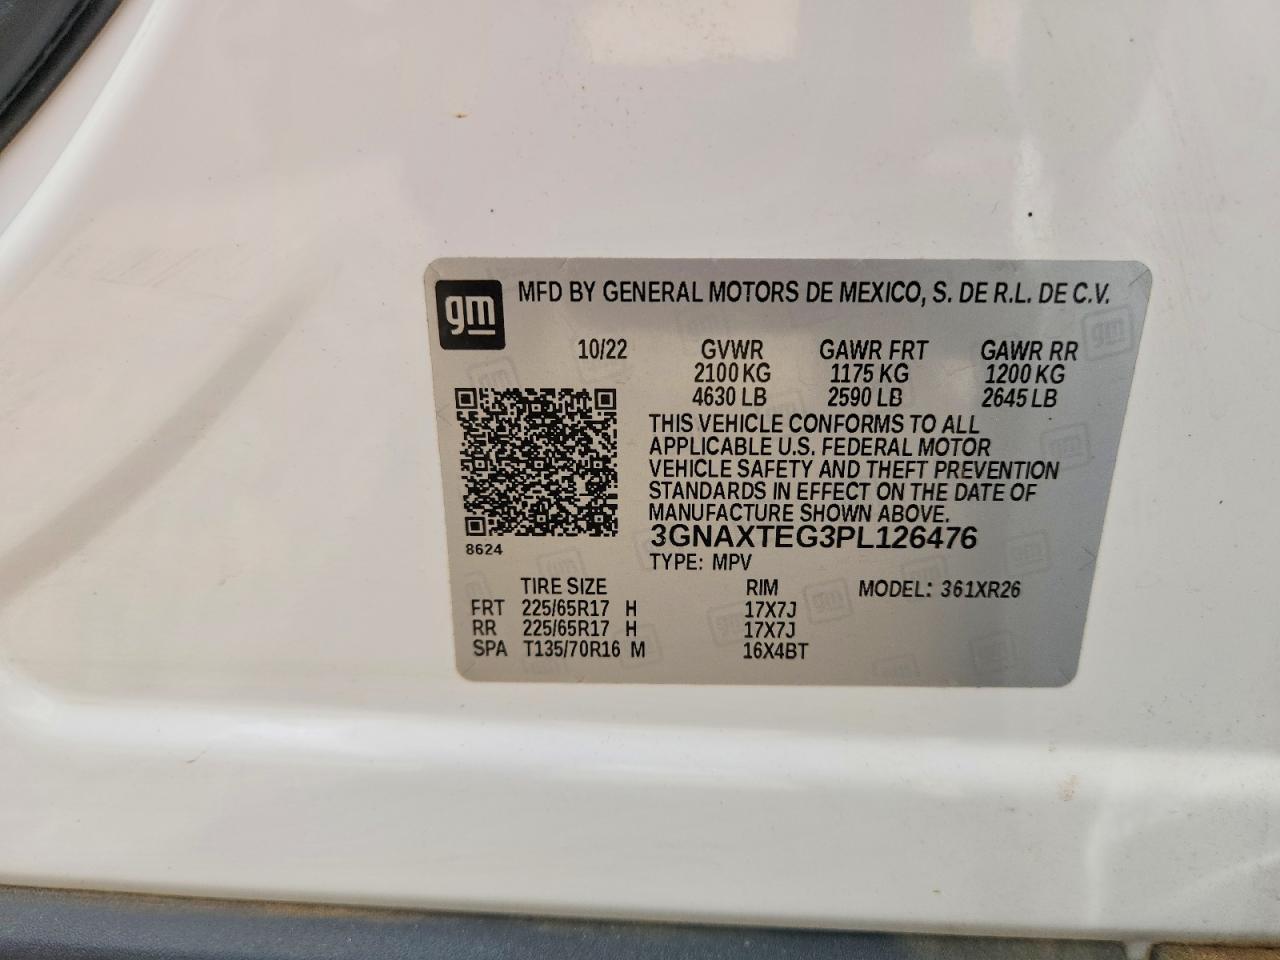 gm
MFD BY GENERAL MOTORS DE MEXICO, S. DE R.L. DE C.V.
10/22 GVWR GAWR FRT GAWR RR
2100 KG 1175 KG 1200 KG
4630 LB 2590 LB 2645 LB
THIS VEHICLE CONFORMS TO ALL
APPLICABLE U.S. FEDERAL MOTOR
VEHICLE SAFETY AND THEFT PREVENTION
STANDARDS IN EFFECT ON THE DATE OF
MANUFACTURE SHOWN ABOVE.
8624
3GNAXTEG3PL126476
TYPE: MPV
TIRE SIZE RIM MODEL: 361XR26
FRT 225/65R17 H 17X7J
RR 225/65R17 H 17X7J
SPA T135/70R16 M 16X4BT